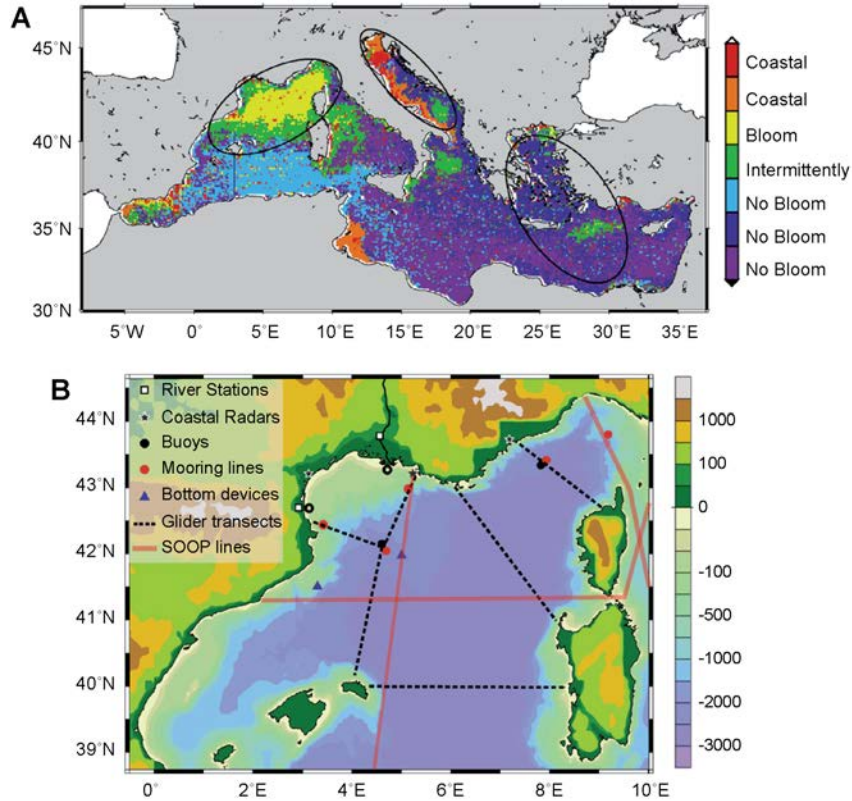 A
45°N
40°N
35°N
30°N
5°W
0°
5°E
10°E
15°E
20°E
25°E
30°E
35°E
Coastal
Coastal
Bloom
Intermittently
No Bloom
No Bloom
No Bloom
B
River Stations
Coastal Radars
Buoys
Mooring lines
Bottom devices
Glider transects
SOOP lines
44°N
43°N
42°N
41°N
40°N
39°N
0°
2°E
4°E
6°E
8°E
10°E
1000
100
0
-100
-500
-1000
-2000
-3000